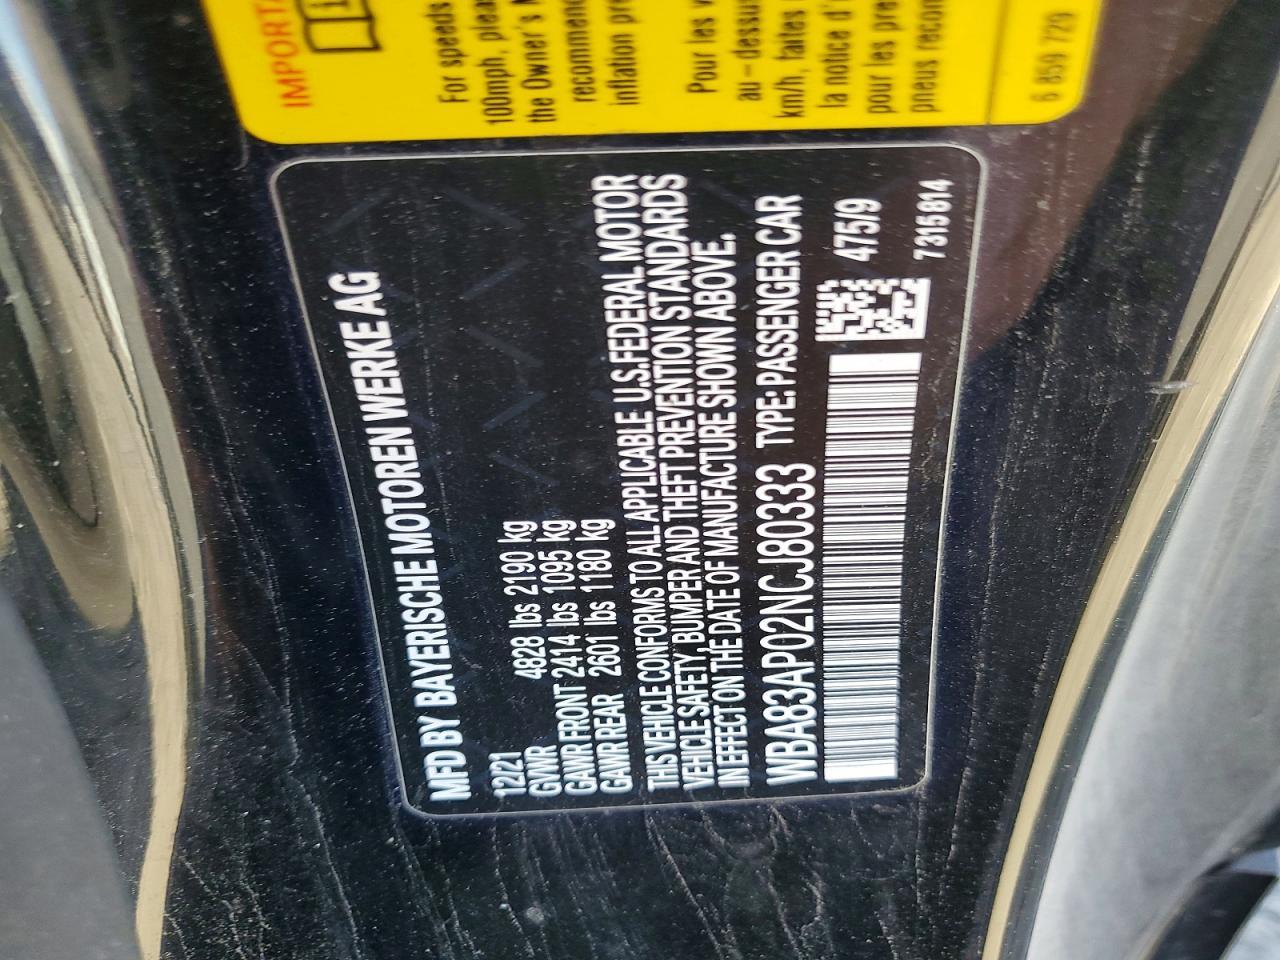 IMPORTA
For speeds
100mph, plea
the Owner's M
recommen
inflation pre
Pour les v
au-dessus
km/h, faites
la notice d'
pour les pre
pneus recom
6 859 729
MFD BY BAYERISCHE MOTOREN WERKE AG
12/21
GVWR 4828 lbs 2190 kg
GAWR FRONT 2414 lbs 1095 kg
GAWR REAR 2601 lbs 1180 kg
THIS VEHICLE CONFORMS TO ALL APPLICABLE U.S. FEDERAL MOTOR
VEHICLE SAFETY, BUMPER AND THEFT PREVENTION STANDARDS
IN EFFECT ON THE DATE OF MANUFACTURE SHOWN ABOVE.
WBA83AP02NCJ80333 TYPE: PASSENGER CAR
475/9
7315814